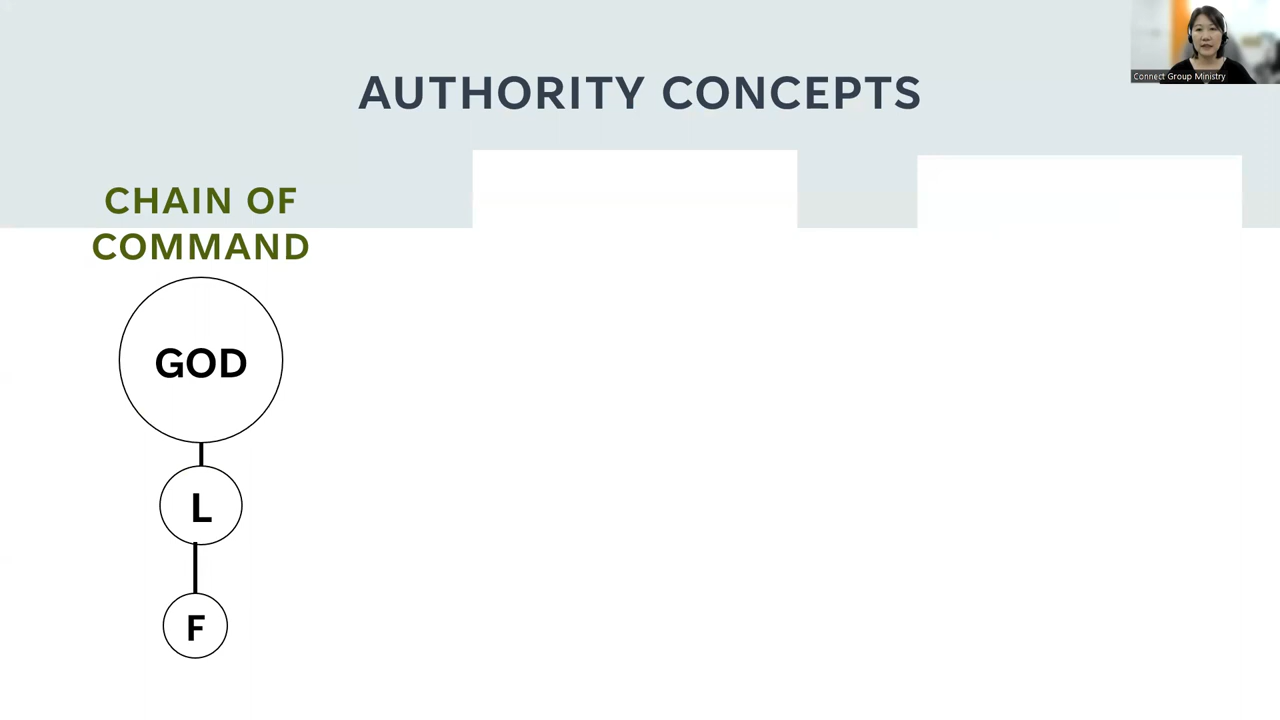 AUTHORITY CONCEPTS
Connect Group Ministry
CHAIN OF
COMMAND
GOD
L
F